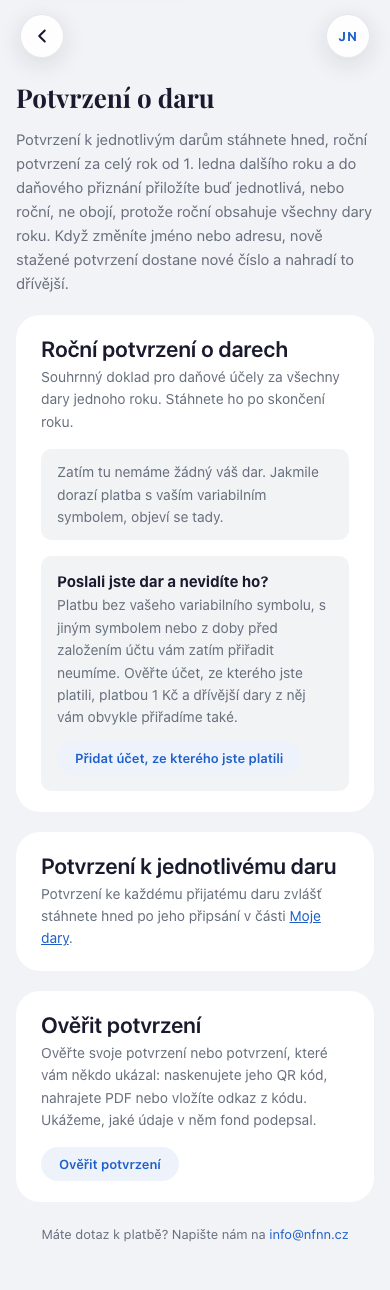 JN
Potvrzení o daru
Potvrzení k jednotlivým darům stáhnete hned, roční
potvrzení za celý rok od 1. ledna dalšího roku a do
daňového přiznání přiložíte buď jednotlivá, nebo
roční, ne obojí, protože roční obsahuje všechny dary
roku. Když změníte jméno nebo adresu, nově
stažené potvrzení dostane nové číslo a nahradí to
dřívější.
Roční potvrzení o darech
Souhrnný doklad pro daňové účely za všechny
dary jednoho roku. Stáhnete ho po skončení
roku.
Zatím tu nemáme žádný váš dar. Jakmile
dorazí platba s vaším variabilním
symbolem, objeví se tady.
Poslali jste dar a nevidíte ho?
Platbu bez vašeho variabilního symbolu, s
jiným symbolem nebo z doby před
založením účtu vám zatím přiřadit
neumíme. Ověřte účet, ze kterého jste
platili, platbou 1 Kč a dřívější dary z něj
vám obvykle přiřadíme také.
Přidat účet, ze kterého jste platili
Potvrzení k jednotlivému daru
Potvrzení ke každému přijatému daru zvlášť
stáhnete hned po jeho připsání v části Moje
dary.
Ověřit potvrzení
Ověřte svoje potvrzení nebo potvrzení, které
vám někdo ukázal: naskenujete jeho QR kód,
nahrajete PDF nebo vložíte odkaz z kódu.
Ukážeme, jaké údaje v něm fond podepsal.
Ověřit potvrzení
Máte dotaz k platbě? Napište nám na info@nfnn.cz